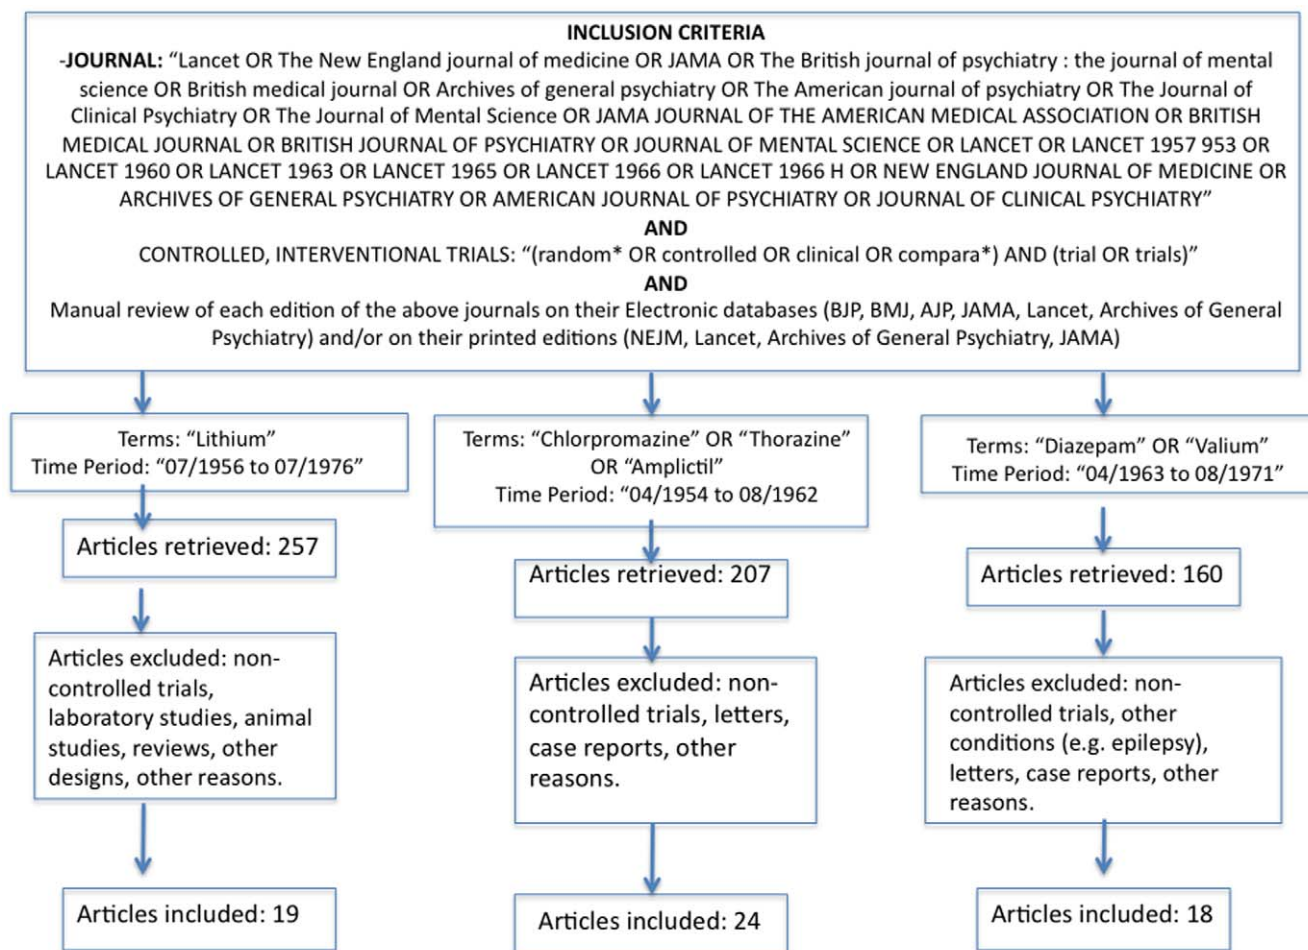 INCLUSION CRITERIA
-JOURNAL: “Lancet OR The New England journal of medicine OR JAMA OR The British journal of psychiatry : the journal of mental
science OR British medical journal OR Archives of general psychiatry OR The American journal of psychiatry OR The Journal of
Clinical Psychiatry OR The Journal of Mental Science OR JAMA JOURNAL OF THE AMERICAN MEDICAL ASSOCIATION OR BRITISH
MEDICAL JOURNAL OR BRITISH JOURNAL OF PSYCHIATRY OR JOURNAL OF MENTAL SCIENCE OR LANCET OR LANCET 1957 953 OR
LANCET 1960 OR LANCET 1963 OR LANCET 1965 OR LANCET 1966 OR LANCET 1966 H OR NEW ENGLAND JOURNAL OF MEDICINE OR
ARCHIVES OF GENERAL PSYCHIATRY OR AMERICAN JOURNAL OF PSYCHIATRY OR JOURNAL OF CLINICAL PSYCHIATRY”
AND
CONTROLLED, INTERVENTIONAL TRIALS: “(random* OR controlled OR clinical OR compara*) AND (trial OR trials)”
AND
Manual review of each edition of the above journals on their Electronic databases (BJP, BMJ, AJP, JAMA, Lancet, Archives of General
Psychiatry) and/or on their printed editions (NEJM, Lancet, Archives of General Psychiatry, JAMA)
Terms: “Lithium”
Time Period: “07/1956 to 07/1976”
Articles retrieved: 257
Articles excluded: non-
controlled trials,
laboratory studies, animal
studies, reviews, other
designs, other reasons.
Articles included: 19
Terms: “Chlorpromazine” OR “Thorazine”
OR “Amplictil”
Time Period: “04/1954 to 08/1962
Articles retrieved: 207
Articles excluded: non-
controlled trials, letters,
case reports, other
reasons.
Articles included: 24
Terms: “Diazepam” OR “Valium”
Time Period: “04/1963 to 08/1971”
Articles retrieved: 160
Articles excluded: non-
controlled trials, other
conditions (e.g. epilepsy),
letters, case reports, other
reasons.
Articles included: 18